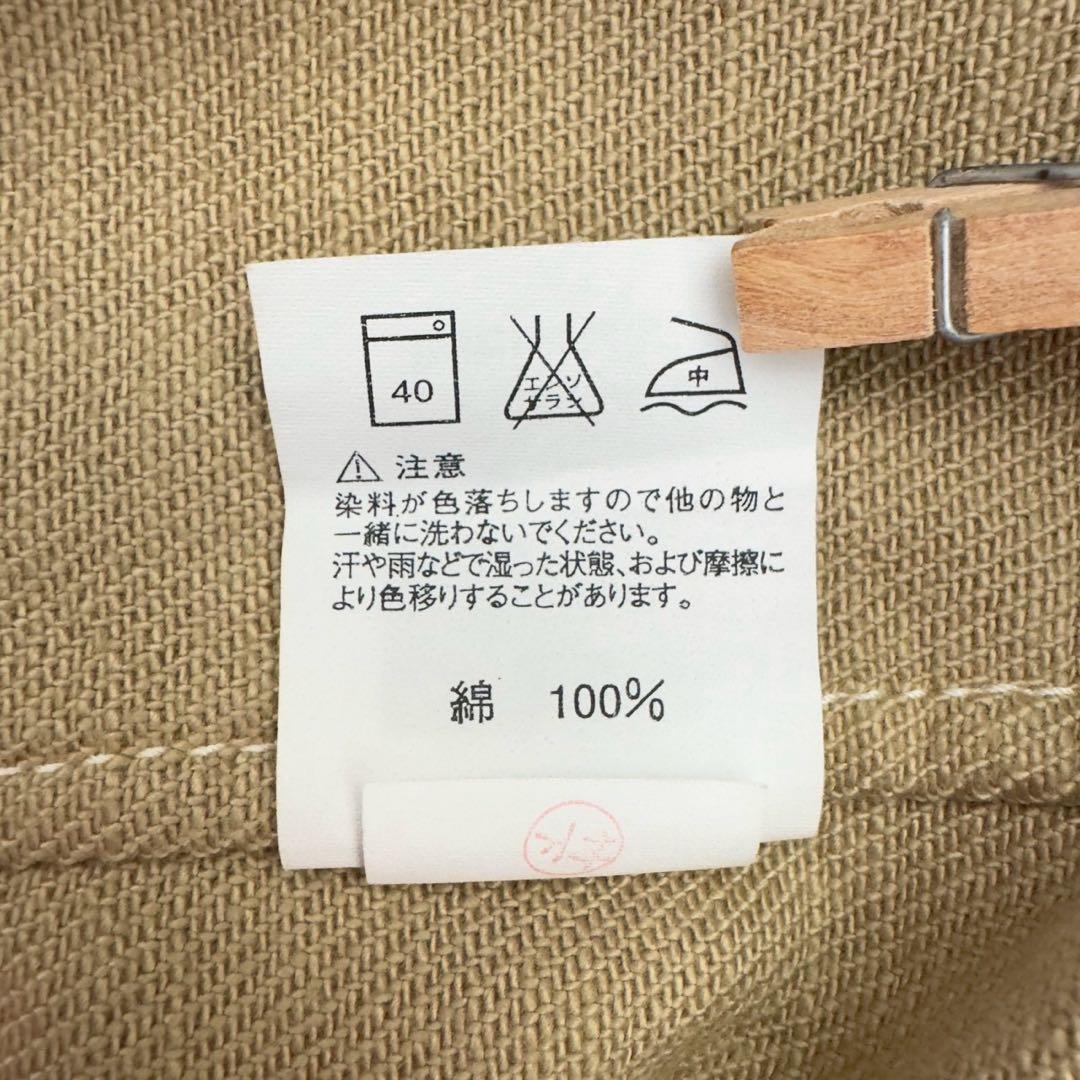 40
エンソ
サラシ
中
注意
染料が色落ちしますので他の物と
一緒に洗わないでください。
汗や雨などで湿った状態、および摩擦に
より色移りすることがあります。
綿 100%